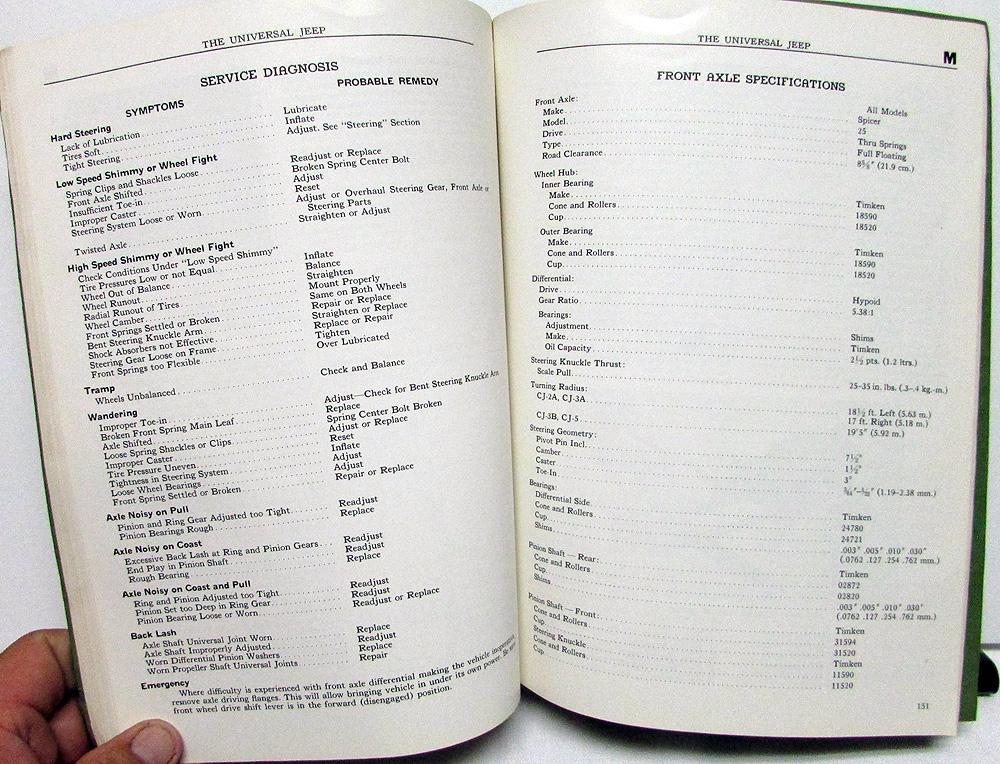 THE UNIVERSAL JEEP
SERVICE DIAGNOSIS
SYMPTOMS PROBABLE REMEDY
Hard Steering
Lack of Lubrication Lubricate
Tires Soft Inflate
Tight Steering Adjust. See "Steering" Section
Low Speed Shimmy or Wheel Fight
Spring Clips and Shackles Loose Readjust or Replace
Front Axle Shifted Broken Spring Center Bolt
Insufficient Toe-in Adjust
Improper Caster Reset
Steering System Loose or Worn Adjust or Overhaul Steering Gear, Front Axle or
Steering Parts
Twisted Axle Straighten or Adjust
High Speed Shimmy or Wheel Fight
Check Conditions Under "Low Speed Shimmy"
Tire Pressures Low or not Equal Inflate
Wheel Out of Balance Balance
Wheel Runout Straighten
Radial Runout of Tires Mount Properly
Wheel Camber Same on Both Wheels
Front Springs Settled or Broken Repair or Replace
Bent Steering Knuckle Arm Straighten or Replace
Shock Absorbers not Effective Replace or Repair
Steering Gear Loose on Frame Tighten
Front Springs too Flexible Over Lubricated
Tramp
Wheels Unbalanced Check and Balance
Wandering
Improper Toe-in Adjust—Check for Bent Steering Knuckle Arm
Broken Front Spring Main Leaf Replace
Axle Shifted Spring Center Bolt Broken
Loose Spring Shackles or Clips Adjust or Replace
Improper Caster Reset
Tire Pressure Uneven Inflate
Tightness in Steering System Adjust
Loose Wheel Bearings Adjust
Front Spring Settled or Broken Repair or Replace
Axle Noisy on Pull
Pinion and Ring Gear Adjusted too Tight Readjust
Pinion Bearings Rough Replace
Axle Noisy on Coast
Excessive Back Lash at Ring and Pinion Gears Readjust
End Play in Pinion Shaft Readjust
Rough Bearing Replace
Axle Noisy on Coast and Pull
Ring and Pinion Adjusted too Tight Readjust
Pinion Set too Deep in Ring Gear Readjust
Pinion Bearing Loose or Worn Readjust or Replace
Back Lash
Axle Shaft Universal Joint Worn Replace
Axle Shaft Improperly Adjusted Readjust
Worn Differential Pinion Washers Replace
Worn Propeller Shaft Universal Joints Repair
Emergency
Where difficulty is experienced with front axle differential making the vehicle inoperative,
remove axle driving flanges. This will allow bringing vehicle in under its own power. Be sure
front wheel drive shift lever is in the forward (disengaged) position.
THE UNIVERSAL JEEP
M
FRONT AXLE SPECIFICATIONS
All Models
Front Axle:
Make Spicer
Model 25
Drive Thru Springs
Type Full Floating
Road Clearance 8⅝" (21.9 cm.)
Wheel Hub:
Inner Bearing
Make Timken
Cone and Rollers 18590
Cup 18520
Outer Bearing
Make Timken
Cone and Rollers 18590
Cup 18520
Differential:
Drive Hypoid
Gear Ratio 5.38:1
Bearings:
Adjustment Shims
Make Timken
Oil Capacity 2½ pts. (1.2 ltrs.)
Steering Knuckle Thrust:
Scale Pull 25-35 in. lbs. (.3-.4 kg.-m.)
Turning Radius:
CJ-2A, CJ-3A 18½ ft. Left (5.63 m.)
17 ft. Right (5.18 m.)
CJ-3B, CJ-5 19'5" (5.92 m.)
Steering Geometry:
Pivot Pin Incl. 7½°
Camber 1½°
Caster 3°
Toe-In (1.19-2.38 mm.)
Bearings:
Differential Side Timken
Cone and Rollers 24780
Cup 24721
Shims .003" .005" .010" .030"
(.0762 .127 .254 .762 mm.)
Pinion Shaft — Rear: Timken
Cone and Rollers 02872
Cup 02820
Shims .003" .005" .010" .030"
(.0762 .127 .254 .762 mm.)
Pinion Shaft — Front: Timken
Cone and Rollers 31594
Cup 31520
Steering Knuckle Timken
Cone and Rollers 11590
Cup 11520
151